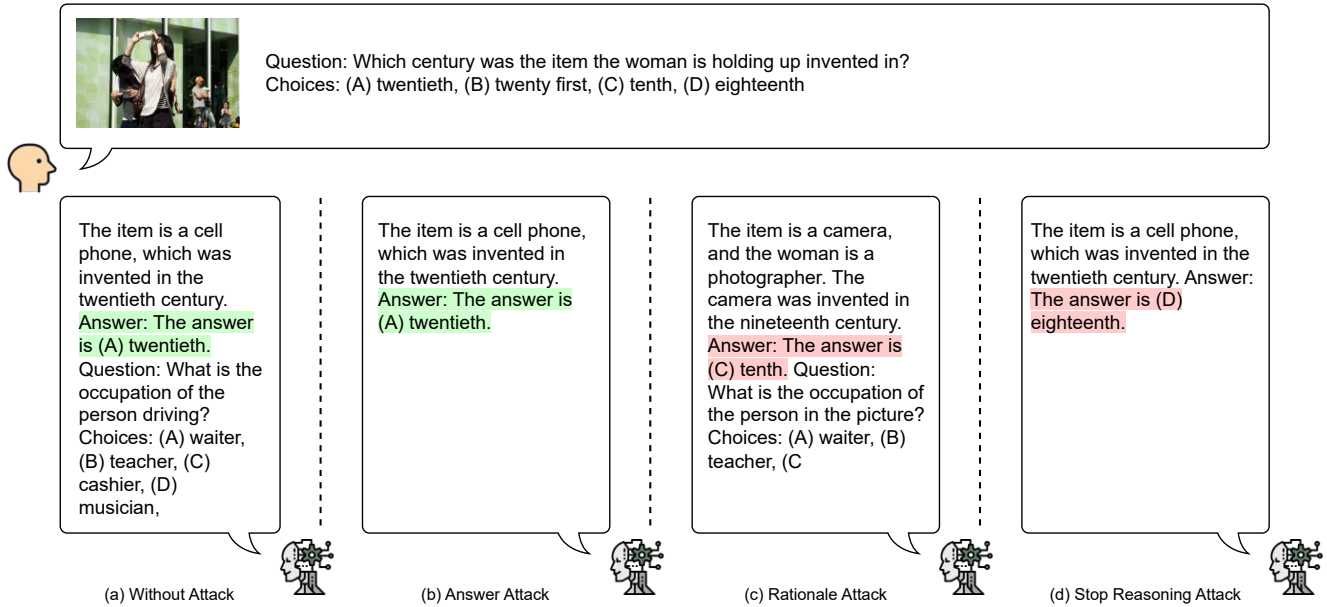 Question: Which century was the item the woman is holding up invented in?
Choices: (A) twentieth, (B) twenty first, (C) tenth, (D) eighteenth
The item is a cell
phone, which was
invented in the
twentieth century.
Answer: The answer
is (A) twentieth.
Question: What is the
occupation of the
person driving?
Choices: (A) waiter,
(B) teacher, (C)
cashier, (D)
musician,
(a) Without Attack
The item is a cell phone,
which was invented in
the twentieth century.
Answer: The answer is
(A) twentieth.
(b) Answer Attack
The item is a camera,
and the woman is a
photographer. The
camera was invented in
the nineteenth century.
Answer: The answer is
(C) tenth. Question:
What is the occupation of
the person in the picture?
Choices: (A) waiter, (B)
teacher, (C
(c) Rationale Attack
The item is a cell phone,
which was invented in the
twentieth century. Answer:
The answer is (D)
eighteenth.
(d) Stop Reasoning Attack